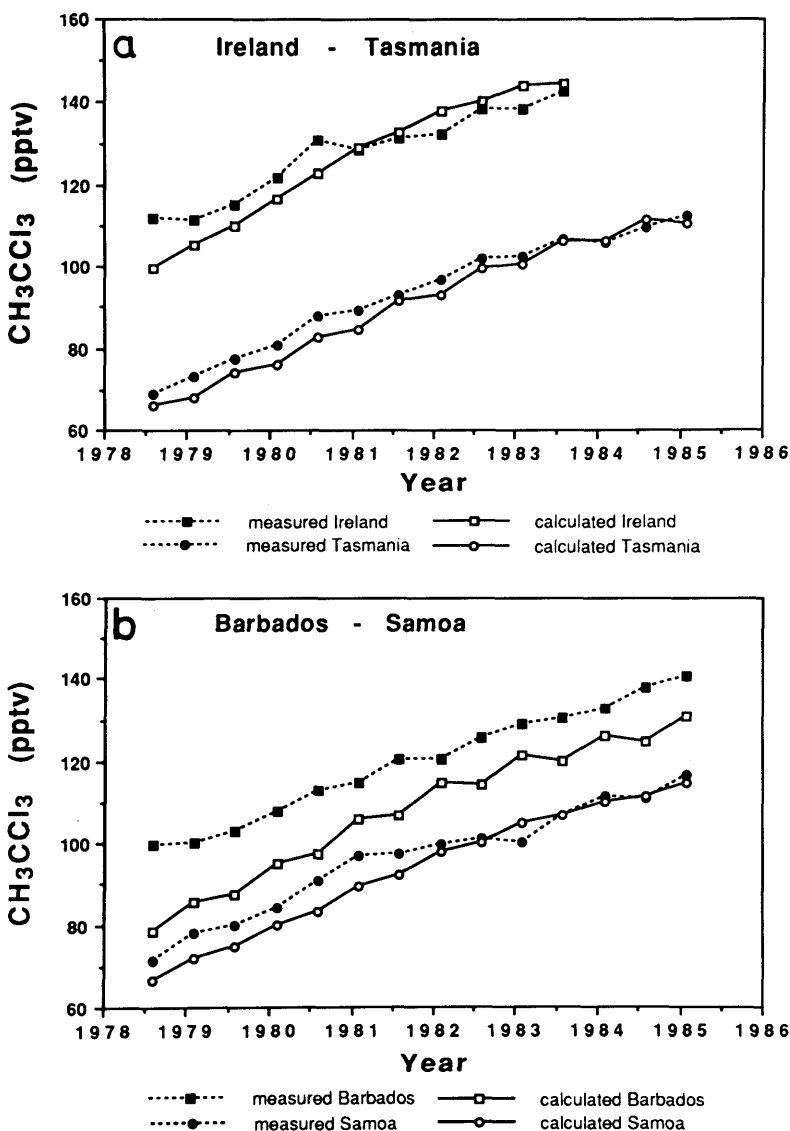 a Ireland - Tasmania
CH3CCl3 (pptv)
160
140
120
100
80
60
1978 1979 1980 1981 1982 1983 1984 1985 1986
Year
measured Ireland calculated Ireland
measured Tasmania calculated Tasmania
b Barbados - Samoa
CH3CCl3 (pptv)
160
140
120
100
80
60
1978 1979 1980 1981 1982 1983 1984 1985 1986
Year
measured Barbados calculated Barbados
measured Samoa calculated Samoa